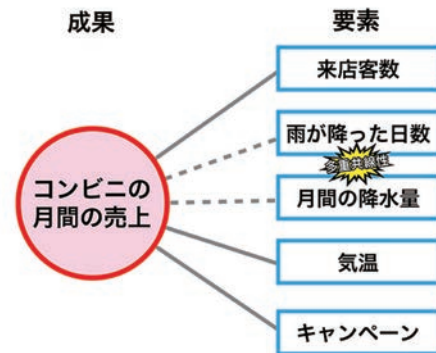 成果
要素
来店客数
雨が降った日数
多重共線性
コンビニの
月間の売上
月間の降水量
気温
キャンペーン